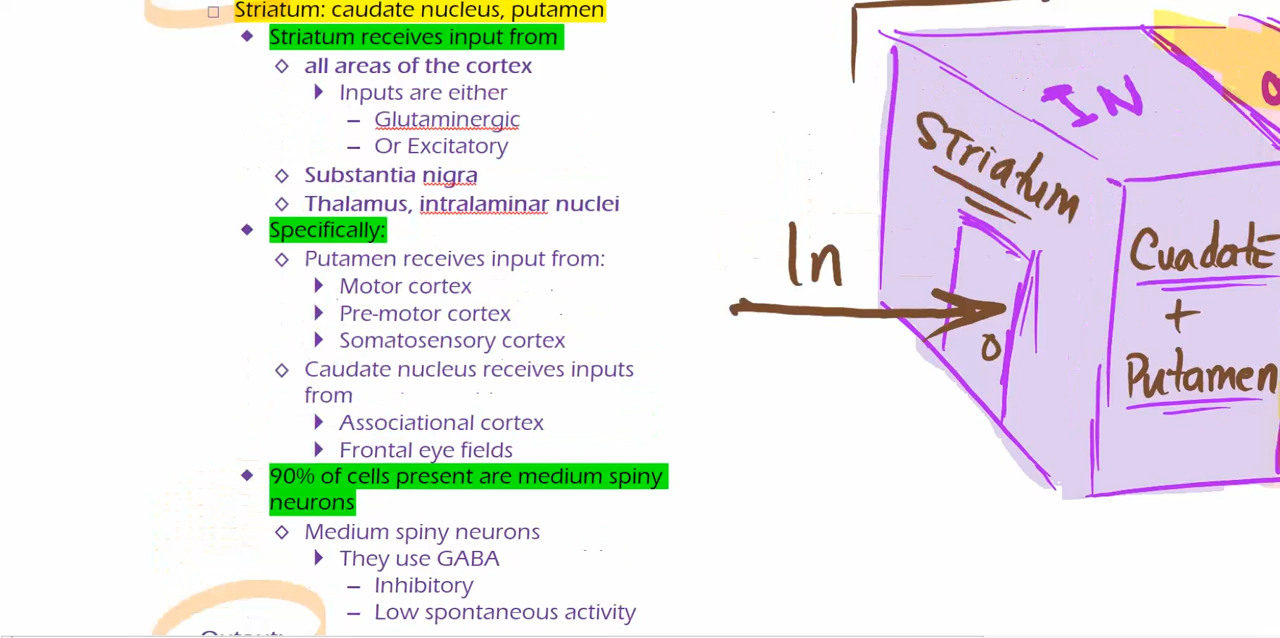 Striatum: caudate nucleus, putamen
Striatum receives input from
all areas of the cortex
Inputs are either
– Glutaminergic
– Or Excitatory
Substantia nigra
Thalamus, intralaminar nuclei
Specifically:
Putamen receives input from:
Motor cortex
Pre-motor cortex
Somatosensory cortex
Caudate nucleus receives inputs
from
Associational cortex
Frontal eye fields
90% of cells present are medium spiny
neurons
Medium spiny neurons
They use GABA
– Inhibitory
– Low spontaneous activity
Output:
IN
Striatum
In
Cuadate
+
Putamen